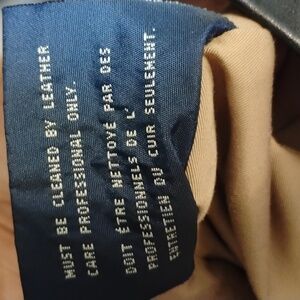 MUST BE CLEANED BY LEATHER
CARE PROFESSIONAL ONLY.
DOIT ÊTRE NETTOYÉ PAR DES
PROFESSIONNELS DE L'
ENTRETIEN DU CUIR SEULEMENT.